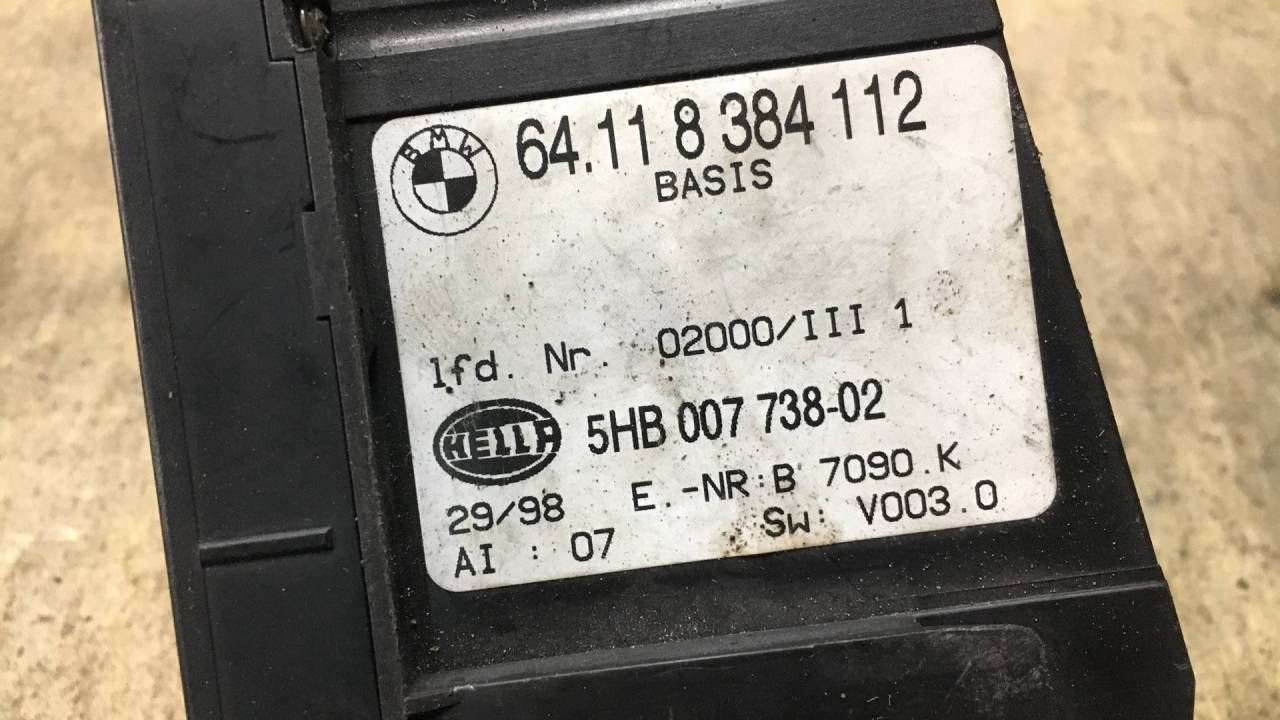 BMW 64.11 8 384 112
BASIS
lfd. Nr. 02000/III 1
HELLA 5HB 007 738-02
29/98 E.-NR:B 7090.K
AI : 07 SW: V003.0